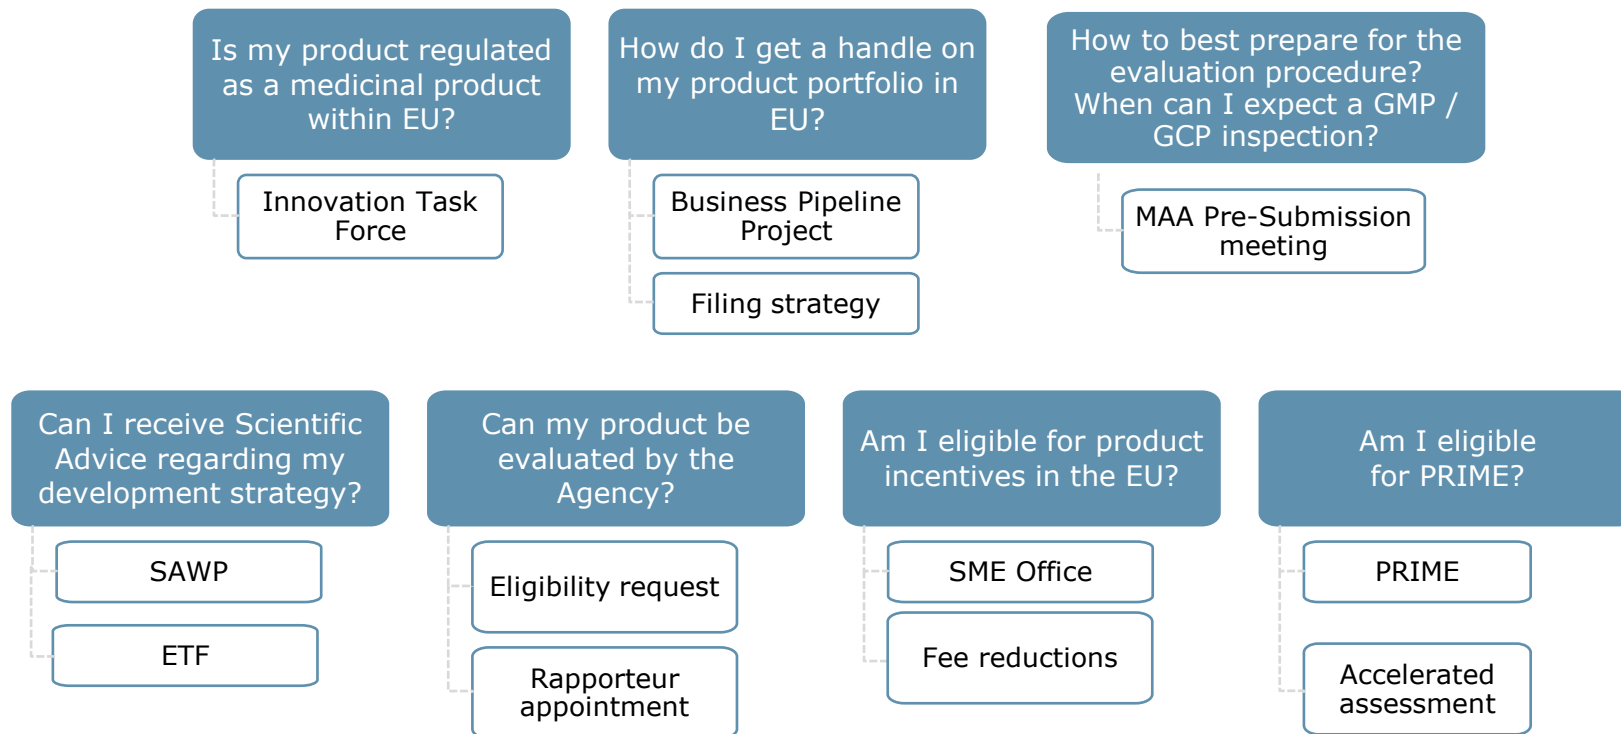 Is my product regulated
as a medicinal product
within EU?
Innovation Task
Force
How do I get a handle on
my product portfolio in
EU?
Business Pipeline
Project
Filing strategy
How to best prepare for the
evaluation procedure?
When can I expect a GMP /
GCP inspection?
MAA Pre-Submission
meeting
Can I receive Scientific
Advice regarding my
development strategy?
SAWP
ETF
Can my product be
evaluated by the
Agency?
Eligibility request
Rapporteur
appointment
Am I eligible for product
incentives in the EU?
SME Office
Fee reductions
Am I eligible
for PRIME?
PRIME
Accelerated
assessment